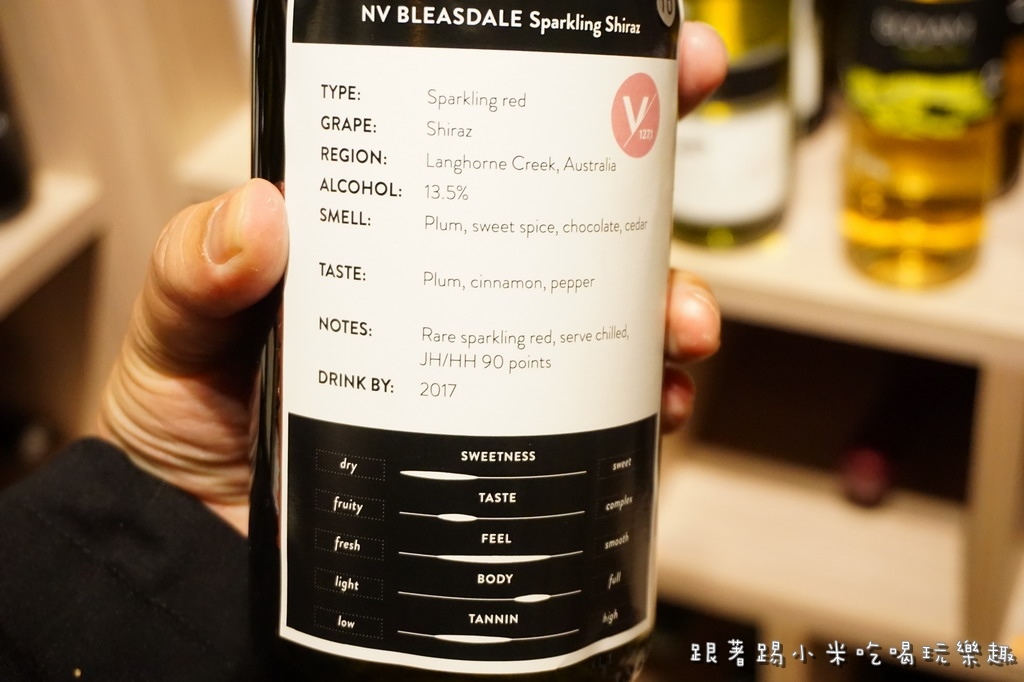 10
NV BLEASDALE Sparkling Shiraz
TYPE: Sparkling red
GRAPE: Shiraz
REGION: Langhorne Creek, Australia
ALCOHOL: 13.5%
SMELL: Plum, sweet spice, chocolate, cedar
TASTE: Plum, cinnamon, pepper
NOTES: Rare sparkling red, serve chilled,
JH/HH 90 points
DRINK BY: 2017
V
1271
SWEETNESS
dry sweet
TASTE
fruity complex
FEEL
fresh smooth
BODY
light full
TANNIN
low high
跟著踢小米吃喝玩樂趣